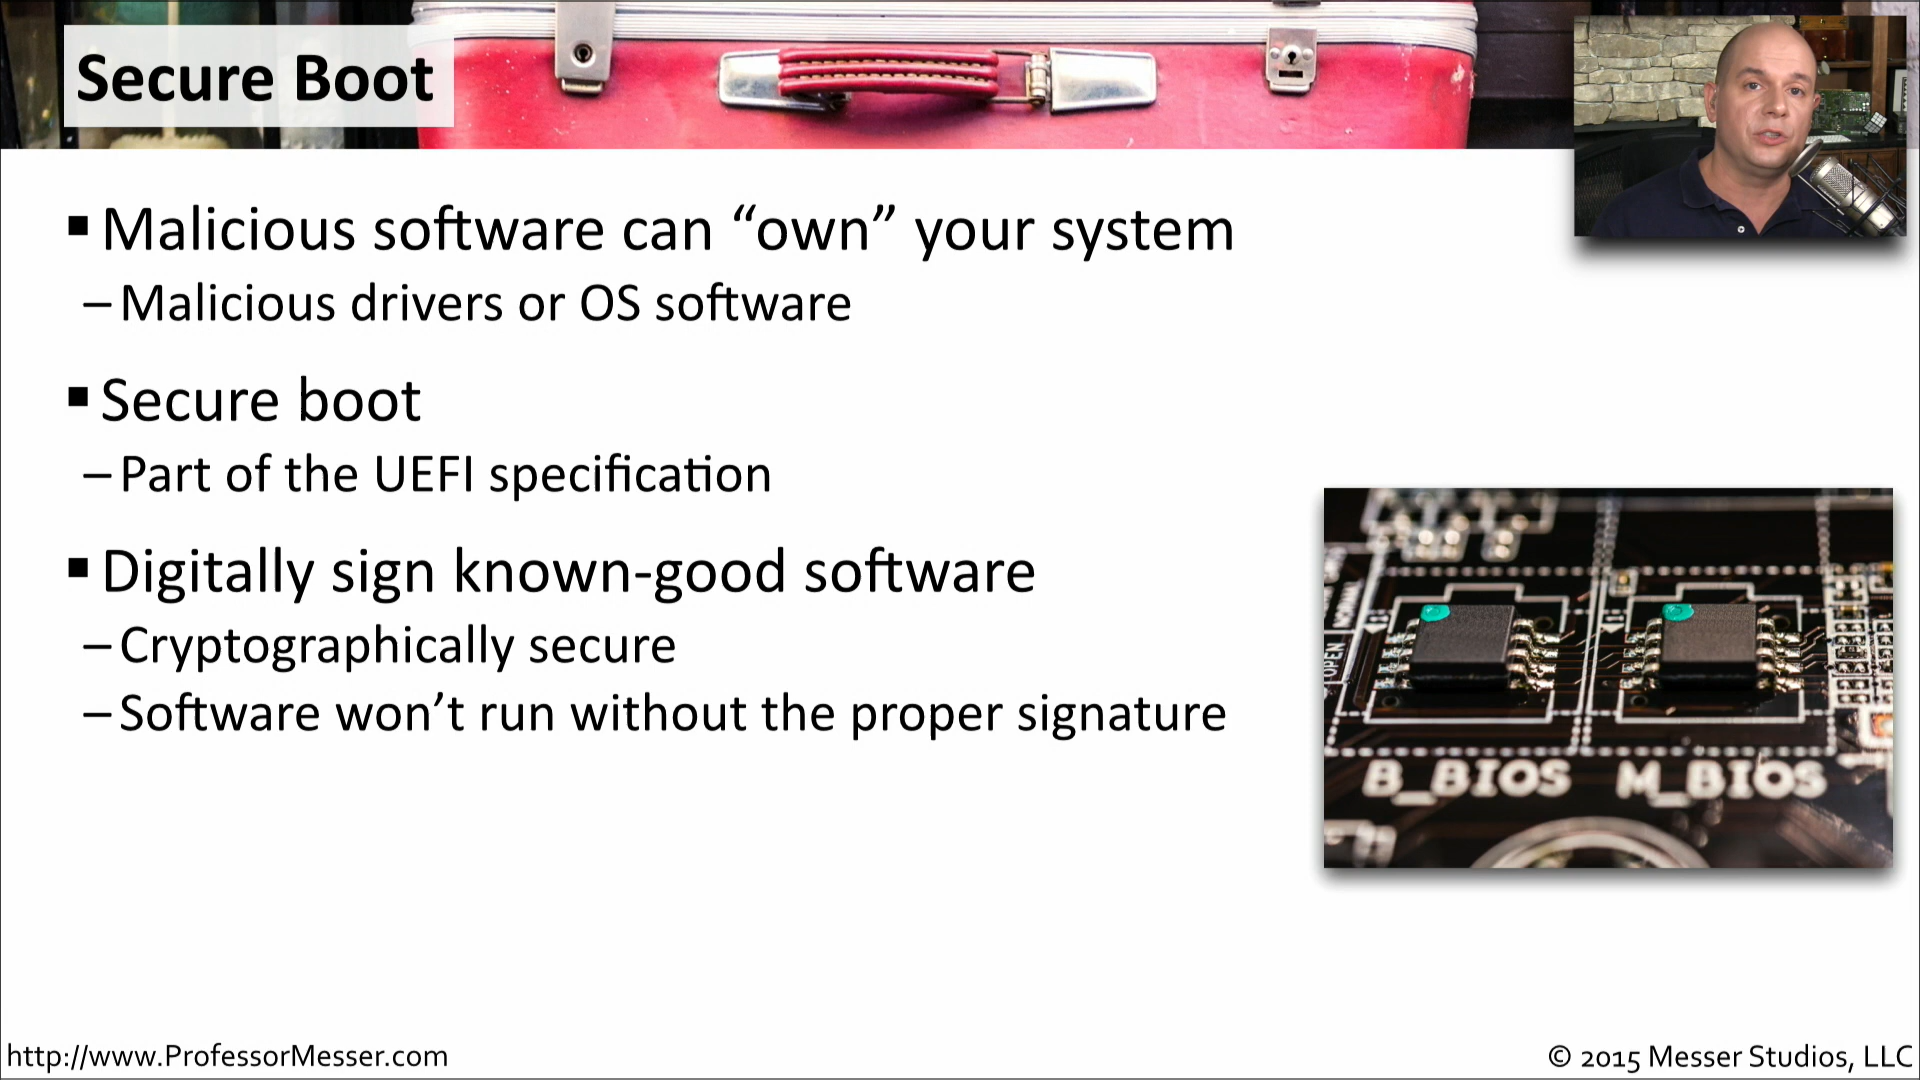 Secure Boot
▪ Malicious software can “own” your system
– Malicious drivers or OS software
▪ Secure boot
– Part of the UEFI specification
▪ Digitally sign known-good software
– Cryptographically secure
– Software won’t run without the proper signature
OPEN
B_BIOS M_BIOS
http://www.ProfessorMesser.com
© 2015 Messer Studios, LLC